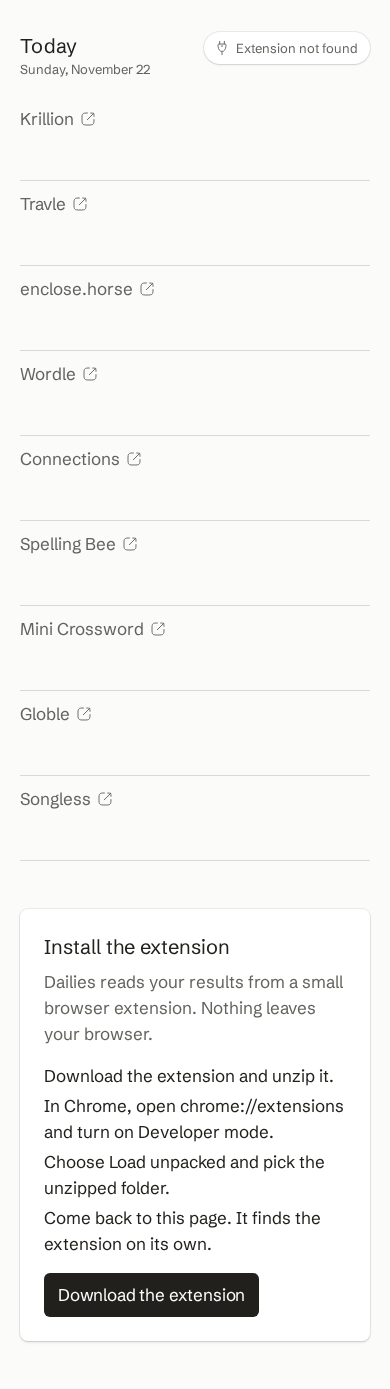 Today
Extension not found
Sunday, November 22
Krillion
Travle
enclose.horse
Wordle
Connections
Spelling Bee
Mini Crossword
Globle
Songless
Install the extension
Dailies reads your results from a small
browser extension. Nothing leaves
your browser.
Download the extension and unzip it.
In Chrome, open chrome://extensions
and turn on Developer mode.
Choose Load unpacked and pick the
unzipped folder.
Come back to this page. It finds the
extension on its own.
Download the extension